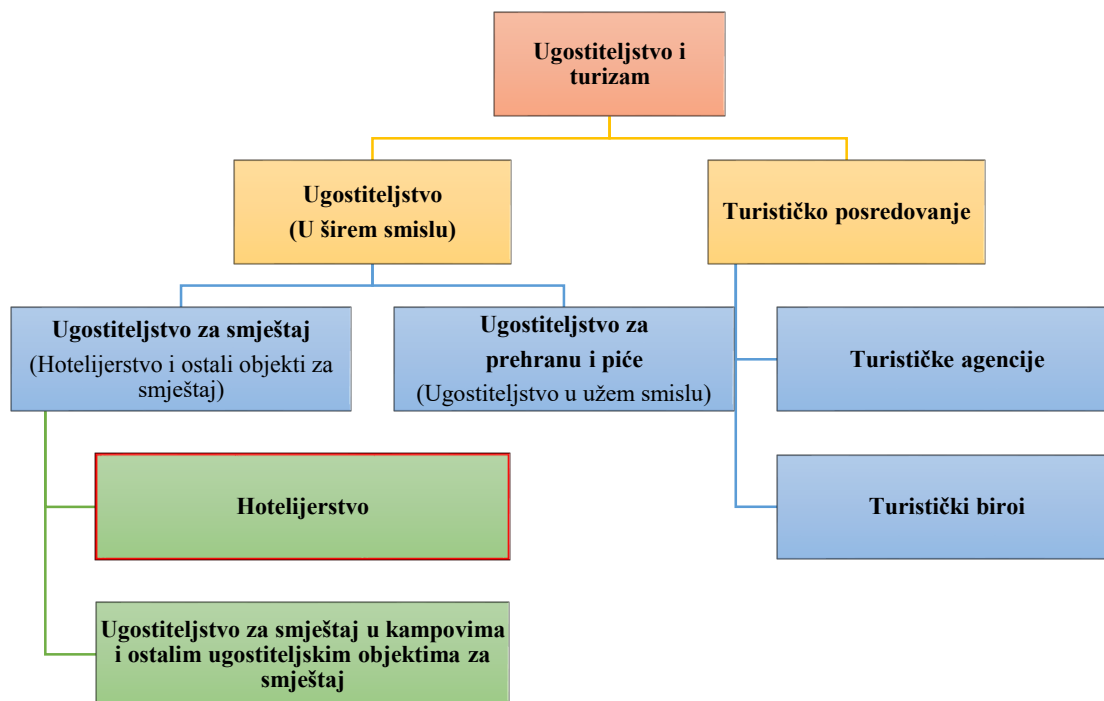 Ugostiteljstvo i
turizam
Ugostiteljstvo
(U širem smislu)
Turističko posredovanje
Ugostiteljstvo za smještaj
(Hotelijerstvo i ostali objekti za
smještaj)
Ugostiteljstvo za
prehranu i piće
(Ugostiteljstvo u užem smislu)
Turističke agencije
Hotelijerstvo
Turistički biroi
Ugostiteljstvo za smještaj u kampovima
i ostalim ugostiteljskim objektima za
smještaj